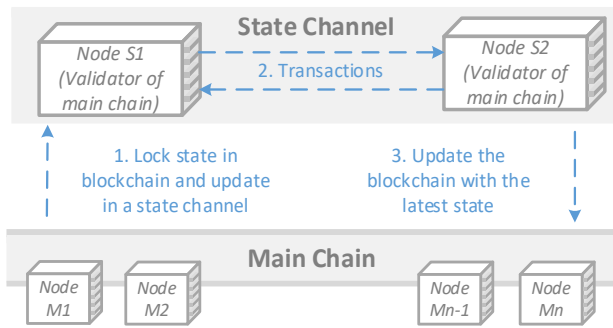 State Channel
Node S1
(Validator of
main chain)
2. Transactions
Node S2
(Validator of
main chain)
1. Lock state in
blockchain and update
in a state channel
3. Update the
blockchain with the
latest state
Main Chain
Node
M1
Node
M2
Node
Mn-1
Node
Mn